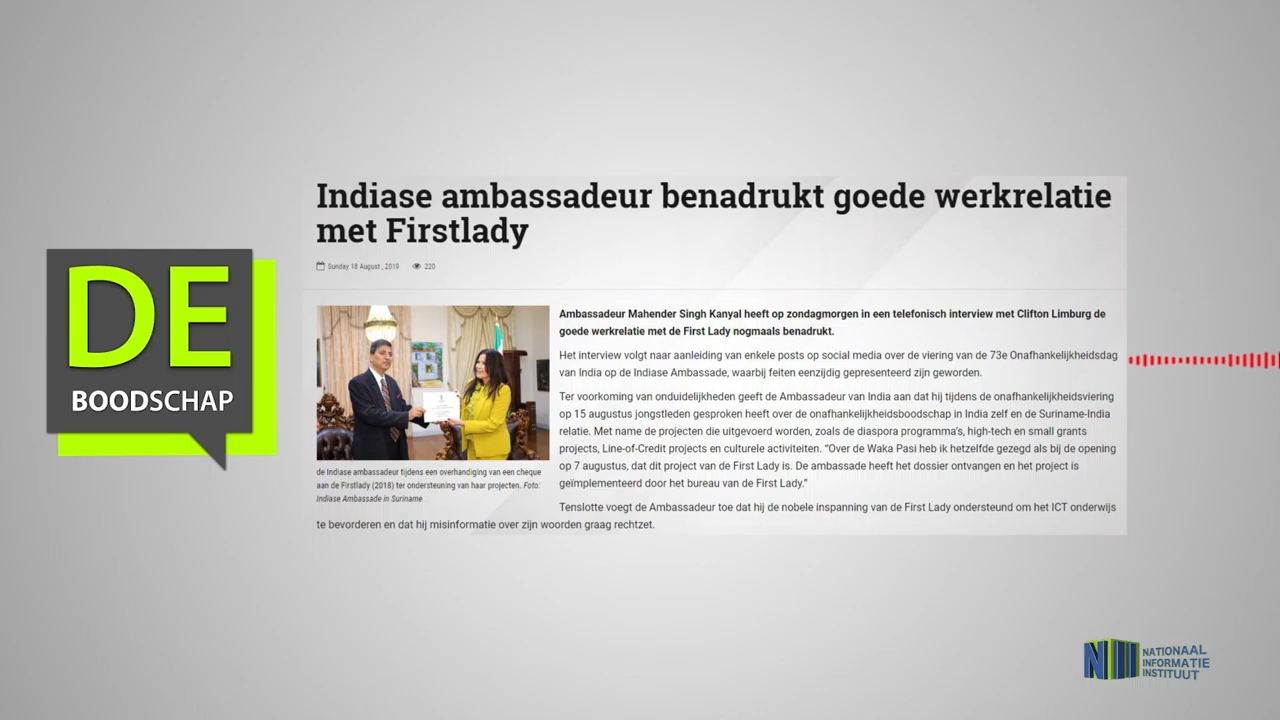 Indiase ambassadeur benadrukt goede werkrelatie
met Firstlady
Sunday 18 August , 2019 220
DE
BOODSCHAP
Ambassadeur Mahender Singh Kanyal heeft op zondagmorgen in een telefonisch interview met Clifton Limburg de
goede werkrelatie met de First Lady nogmaals benadrukt.
Het interview volgt naar aanleiding van enkele posts op social media over de viering van de 73e Onafhankelijkheidsdag
van India op de Indiase Ambassade, waarbij feiten eenzijdig gepresenteerd zijn geworden.
Ter voorkoming van onduidelijkheden geeft de Ambassadeur van India aan dat hij tijdens de onafhankelijkheidsviering
op 15 augustus jongstleden gesproken heeft over de onafhankelijkheidsboodschap in India zelf en de Suriname-India
relatie. Met name de projecten die uitgevoerd worden, zoals de diaspora programma's, high-tech en small grants
projects, Line-of-Credit projects en culturele activiteiten. "Over de Waka Pasi heb ik hetzelfde gezegd als bij de opening
op 7 augustus, dat dit project van de First Lady is. De ambassade heeft het dossier ontvangen en het project is
geïmplementeerd door het bureau van de First Lady."
de Indiase ambassadeur tijdens een overhandiging van een cheque
aan de Firstlady (2018) ter ondersteuning van haar projecten. Foto:
Indiase Ambassade in Suriname
Tenslotte voegt de Ambassadeur toe dat hij de nobele inspanning van de First Lady ondersteund om het ICT onderwijs
te bevorderen en dat hij misinformatie over zijn woorden graag rechtzet.
NII NATIONAAL
INFORMATIE
INSTITUUT